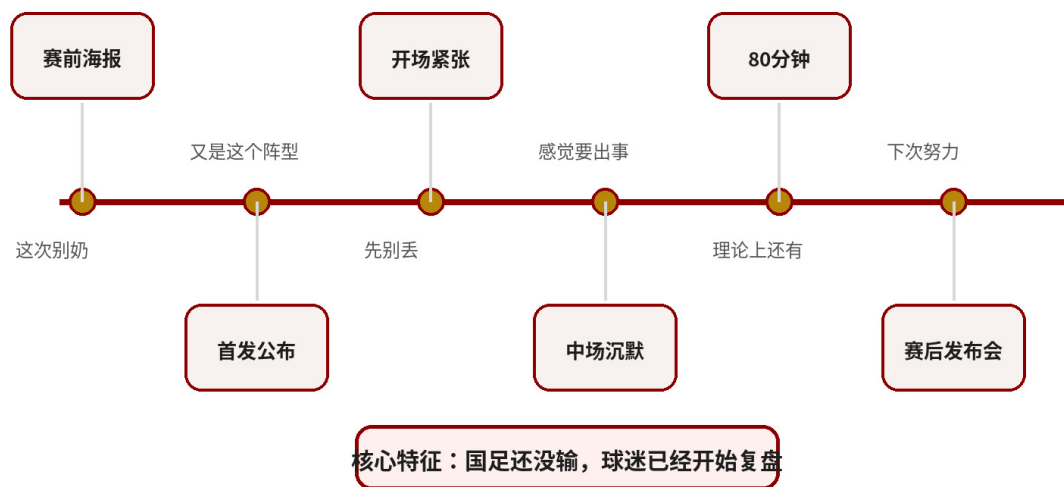 赛前海报
开场紧张
80分钟
又是这个阵型
感觉要出事
下次努力
这次别奶
先别丢
理论上还有
首发公布
中场沉默
赛后发布会
核心特征：国足还没输，球迷已经开始复盘